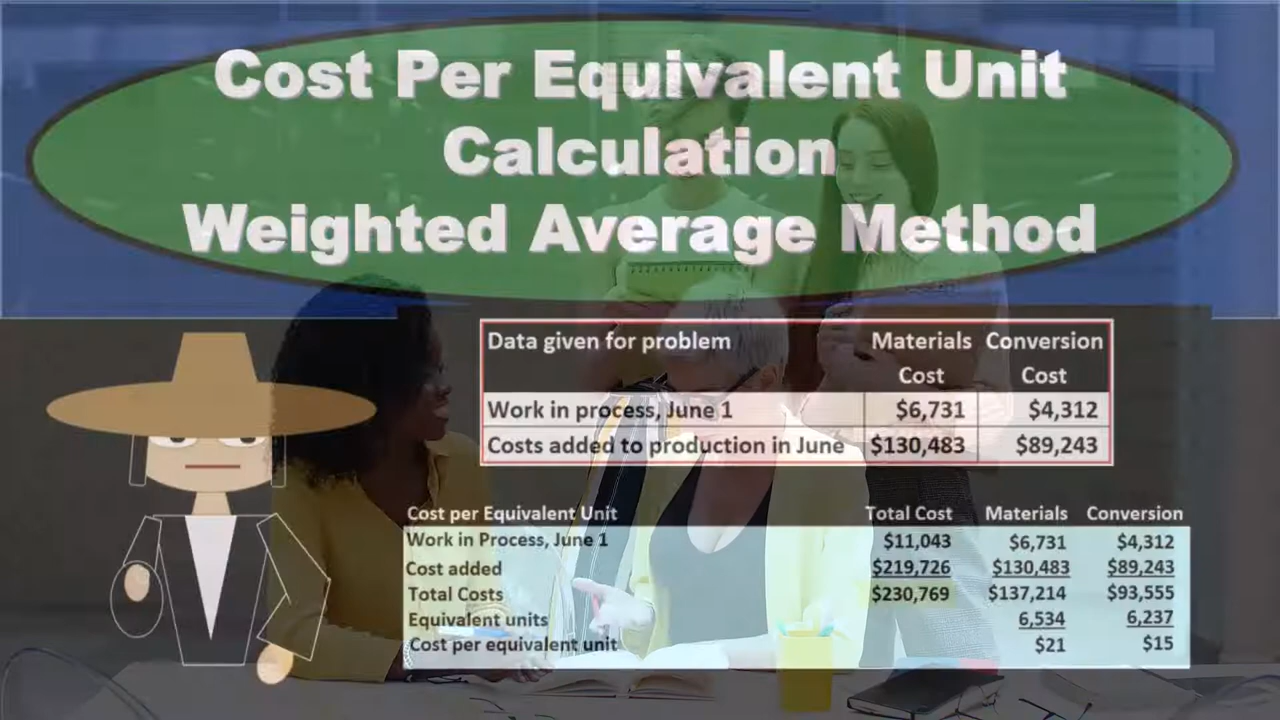 Cost Per Equivalent Unit
Calculation
Weighted Average Method
Data given for problem Materials Conversion
Cost Cost
Work in process, June 1 $6,731 $4,312
Costs added to production in June $130,483 $89,243
Cost per Equivalent Unit Total Cost Materials Conversion
Work in Process, June 1 $11,043 $6,731 $4,312
Cost added $219,726 $130,483 $89,243
Total Costs $230,769 $137,214 $93,555
Equivalent units 6,534 6,237
Cost per equivalent unit $21 $15